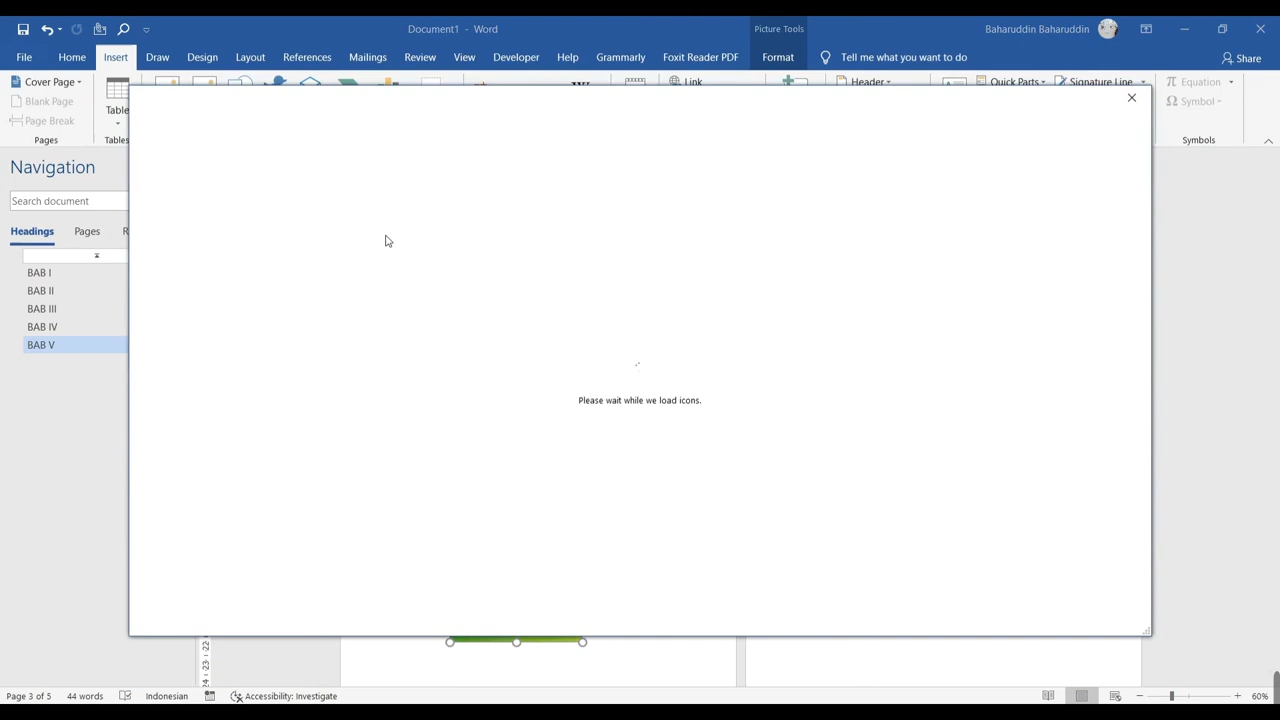 Document1 - Word
Picture Tools
Baharuddin Baharuddin
File Home Insert Draw Design Layout References Mailings Review View Developer Help Grammarly Foxit Reader PDF Format Tell me what you want to do Share
Cover Page
Blank Page
Page Break
Pages
Table
Tables
Link
Header
Quick Parts
Signature Line
Equation
Symbol
Symbols
Navigation
Search document
Headings Pages R
BAB I
BAB II
BAB III
BAB IV
BAB V
Please wait while we load icons.
24 23 22
Page 3 of 5 44 words Indonesian Accessibility: Investigate 60%